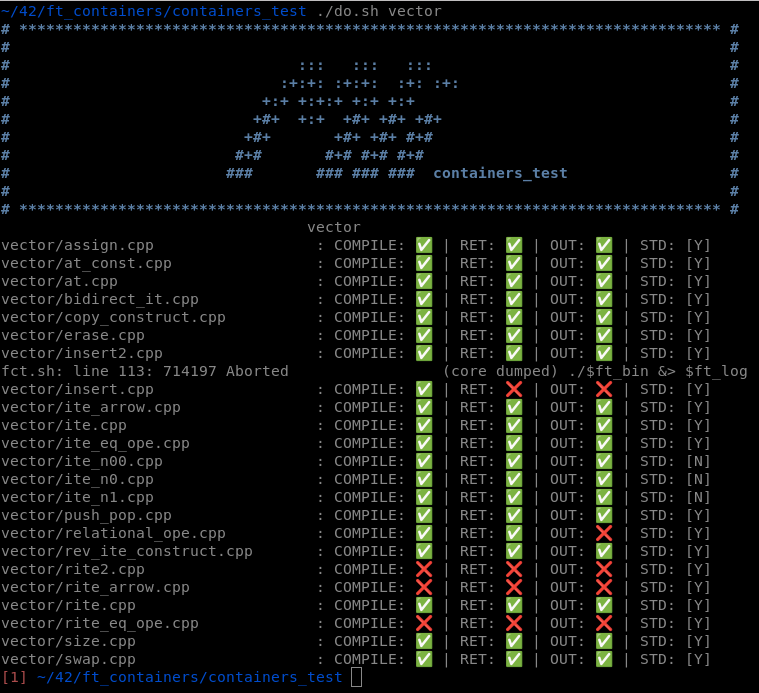 ~/42/ft_containers/containers_test ./do.sh vector
# ****************************************************************************** #
#                                                                                #
#                                :::   :::   :::                                 #
#                              :+:+: :+:+:  :+: :+:                              #
#                            +:+ +:+:+ +:+ +:+                                   #
#                           +#+  +:+  +#+ +#+ +#+                                #
#                          +#+       +#+ +#+ #+#                                 #
#                         #+#       #+# #+# #+#                                  #
#                        ###       ### ### ###  containers_test                  #
#                                                                                #
# ****************************************************************************** #
vector
vector/assign.cpp                   : COMPILE: ✅ | RET: ✅ | OUT: ✅ | STD: [Y]
vector/at_const.cpp                 : COMPILE: ✅ | RET: ✅ | OUT: ✅ | STD: [Y]
vector/at.cpp                       : COMPILE: ✅ | RET: ✅ | OUT: ✅ | STD: [Y]
vector/bidirect_it.cpp              : COMPILE: ✅ | RET: ✅ | OUT: ✅ | STD: [Y]
vector/copy_construct.cpp           : COMPILE: ✅ | RET: ✅ | OUT: ✅ | STD: [Y]
vector/erase.cpp                    : COMPILE: ✅ | RET: ✅ | OUT: ✅ | STD: [Y]
vector/insert2.cpp                  : COMPILE: ✅ | RET: ✅ | OUT: ✅ | STD: [Y]
fct.sh: line 113: 714197 Aborted                 (core dumped) ./$ft_bin &> $ft_log
vector/insert.cpp                   : COMPILE: ✅ | RET: ❌ | OUT: ❌ | STD: [Y]
vector/ite_arrow.cpp                : COMPILE: ✅ | RET: ✅ | OUT: ✅ | STD: [Y]
vector/ite.cpp                      : COMPILE: ✅ | RET: ✅ | OUT: ✅ | STD: [Y]
vector/ite_eq_ope.cpp               : COMPILE: ✅ | RET: ✅ | OUT: ✅ | STD: [Y]
vector/ite_n00.cpp                  : COMPILE: ✅ | RET: ✅ | OUT: ✅ | STD: [N]
vector/ite_n0.cpp                   : COMPILE: ✅ | RET: ✅ | OUT: ✅ | STD: [N]
vector/ite_n1.cpp                   : COMPILE: ✅ | RET: ✅ | OUT: ✅ | STD: [N]
vector/push_pop.cpp                 : COMPILE: ✅ | RET: ✅ | OUT: ✅ | STD: [Y]
vector/relational_ope.cpp           : COMPILE: ✅ | RET: ✅ | OUT: ❌ | STD: [Y]
vector/rev_ite_construct.cpp        : COMPILE: ✅ | RET: ✅ | OUT: ✅ | STD: [Y]
vector/rite2.cpp                    : COMPILE: ❌ | RET: ❌ | OUT: ❌ | STD: [Y]
vector/rite_arrow.cpp               : COMPILE: ❌ | RET: ❌ | OUT: ❌ | STD: [Y]
vector/rite.cpp                     : COMPILE: ✅ | RET: ✅ | OUT: ✅ | STD: [Y]
vector/rite_eq_ope.cpp              : COMPILE: ❌ | RET: ❌ | OUT: ❌ | STD: [Y]
vector/size.cpp                     : COMPILE: ✅ | RET: ✅ | OUT: ✅ | STD: [Y]
vector/swap.cpp                     : COMPILE: ✅ | RET: ✅ | OUT: ✅ | STD: [Y]
[1] ~/42/ft_containers/containers_test